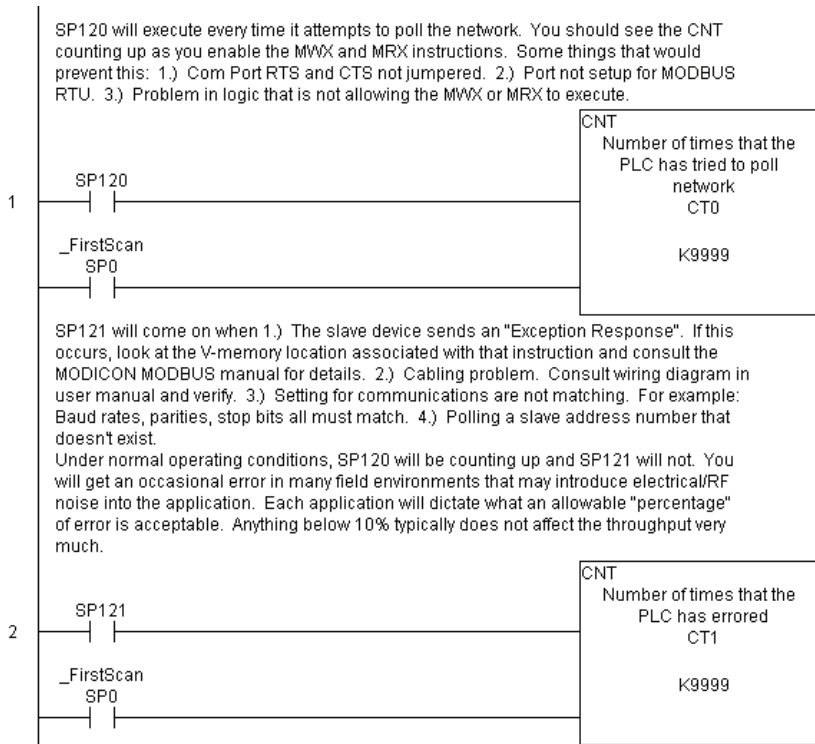 SP120 will execute every time it attempts to poll the network.  You should see the CNT
counting up as you enable the MWX and MRX instructions.  Some things that would
prevent this:  1.)  Com Port RTS and CTS not jumpered.  2.)  Port not setup for MODBUS
RTU.  3.)  Problem in logic that is not allowing the MWX or MRX to execute.
CNT
Number of times that the
PLC has tried to poll
network
CT0
K9999
1
SP120
_FirstScan
SP0
SP121 will come on when 1.)  The slave device sends an "Exception Response".  If this
occurs, look at the V-memory location associated with that instruction and consult the
MODICON MODBUS manual for details.  2.)  Cabling problem.  Consult wiring diagram in
user manual and verify.  3.)  Setting for communications are not matching.  For example:
Baud rates, parities, stop bits all must match.  4.)  Polling a slave address number that
doesn't exist.
Under normal operating conditions, SP120 will be counting up and SP121 will not.  You
will get an occasional error in many field environments that may introduce electrical/RF
noise into the application.  Each application will dictate what an allowable "percentage"
of error is acceptable.  Anything below 10% typically does not affect the throughput very
much.
CNT
Number of times that the
PLC has errored
CT1
K9999
2
SP121
_FirstScan
SP0